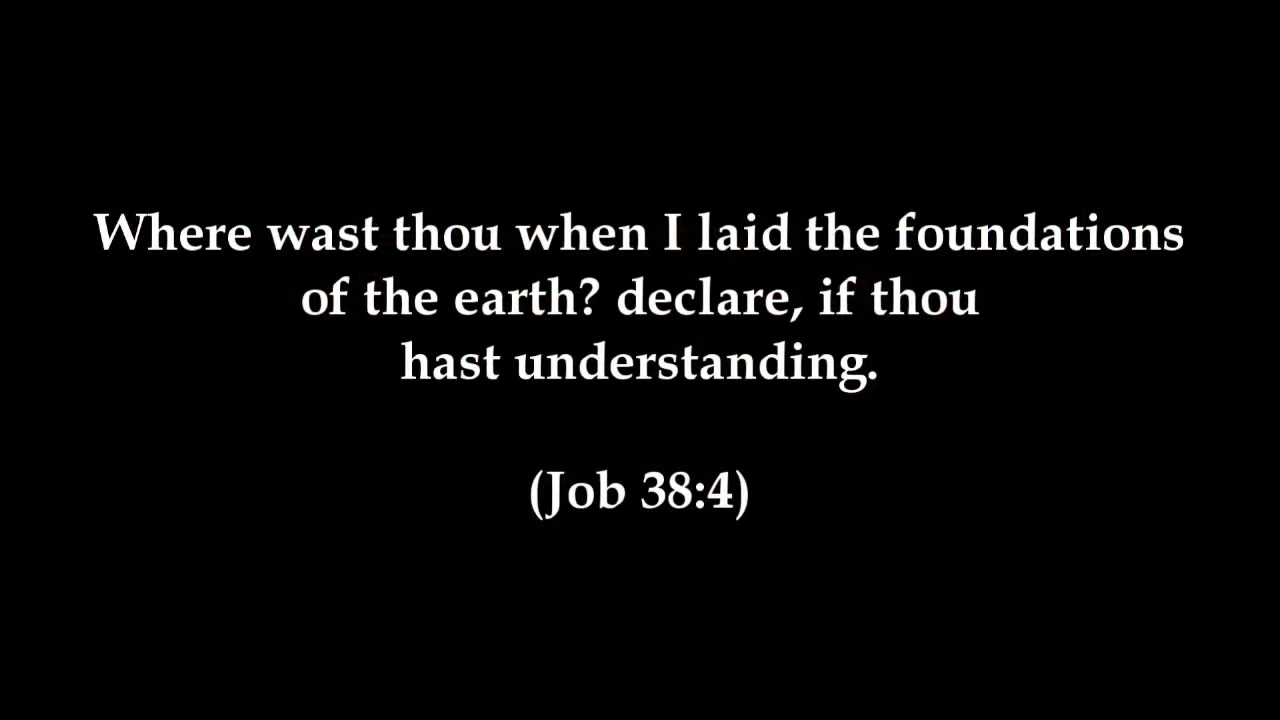 Where wast thou when I laid the foundations
of the earth? declare, if thou
hast understanding.
(Job 38:4)